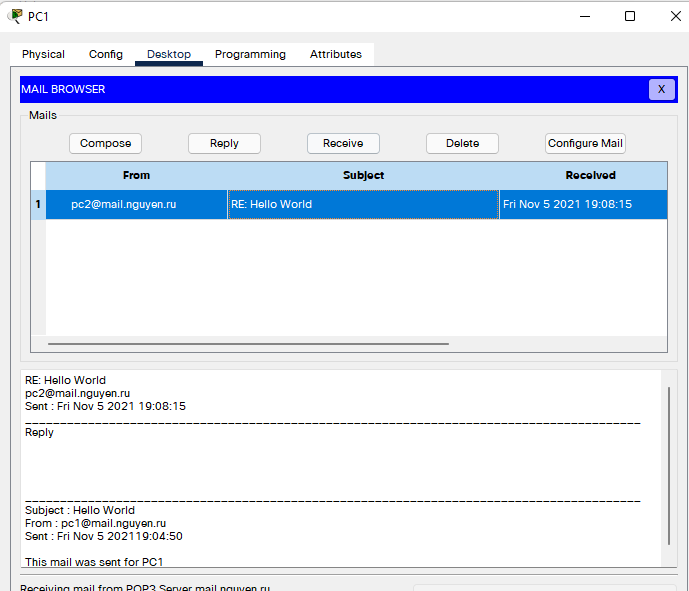 PC1
Physical Config Desktop Programming Attributes
MAIL BROWSER X
Mails
Compose Reply Receive Delete Configure Mail
From Subject Received
1 pc2@mail.nguyen.ru RE: Hello World Fri Nov 5 2021 19:08:15
RE: Hello World
pc2@mail.nguyen.ru
Sent : Fri Nov 5 2021 19:08:15
Reply
Subject : Hello World
From : pc1@mail.nguyen.ru
Sent : Fri Nov 5 202119:04:50
This mail was sent for PC1
Receiving mail from POP3 Server mail.nguyen.ru